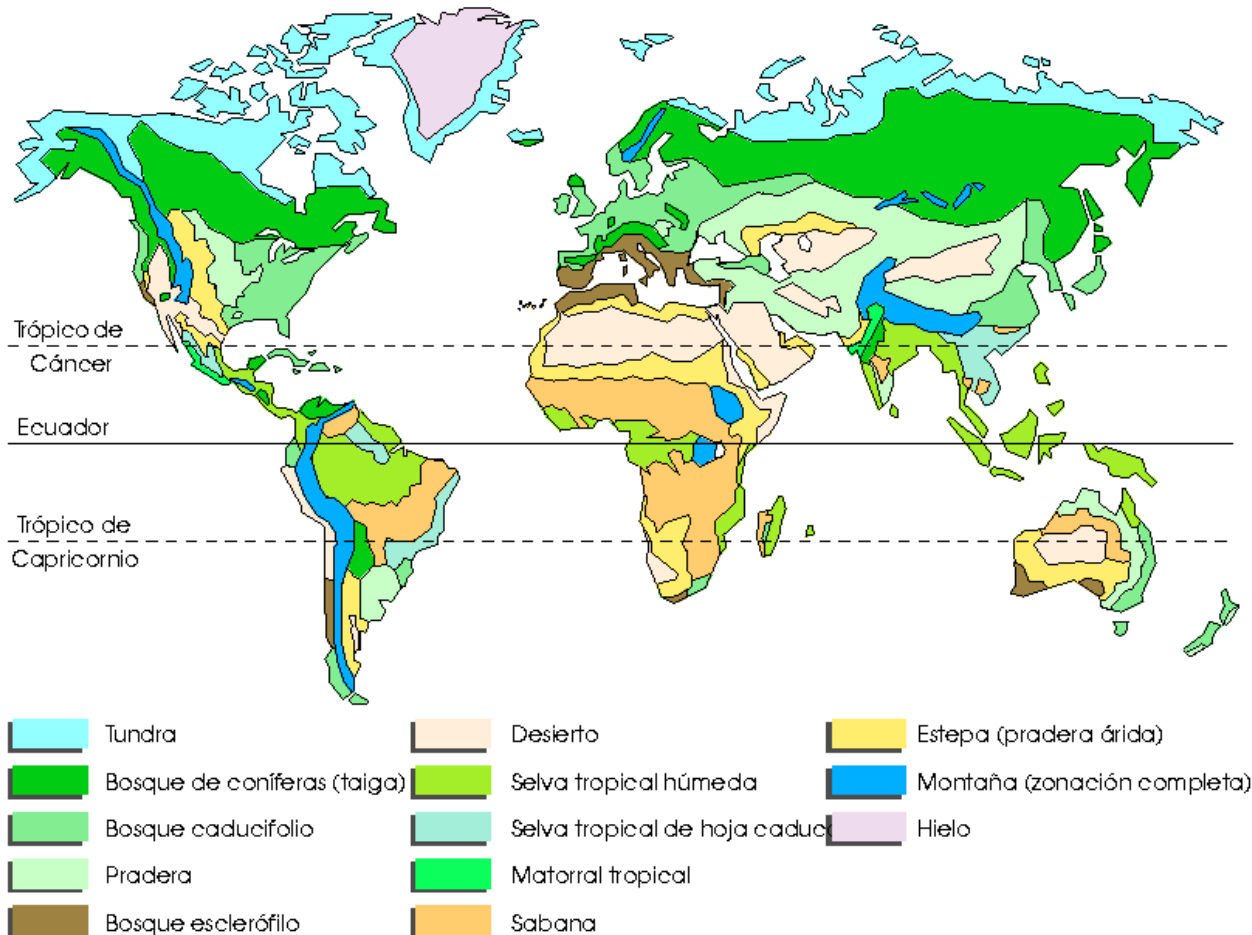 Trópico de
Cáncer
Ecuador
Trópico de
Capricornio
Tundra
Bosque de coníferas (taiga)
Bosque caducifolio
Pradera
Bosque esclerófilo
Desierto
Selva tropical húmeda
Selva tropical de hoja caduca
Matorral tropical
Sabana
Estepa (pradera árida)
Montaña (zonación completa)
Hielo